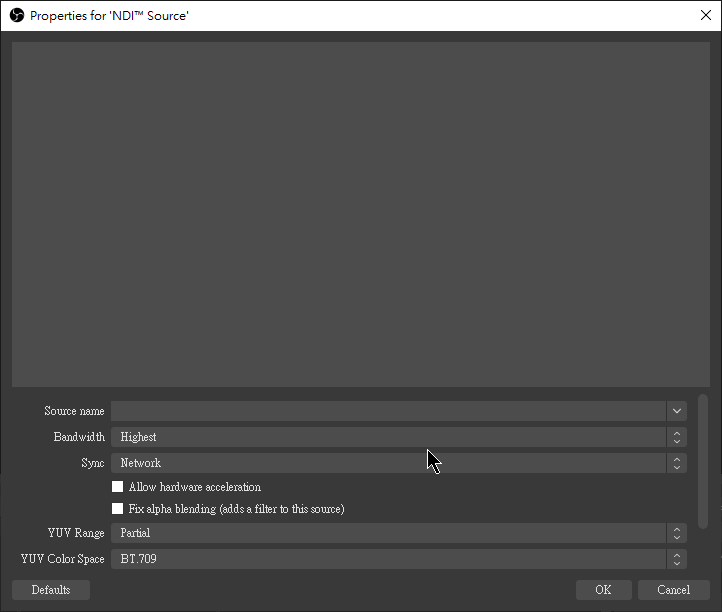 Properties for 'NDI™ Source'
Source name
Bandwidth Highest
Sync Network
Allow hardware acceleration
Fix alpha blending (adds a filter to this source)
YUV Range Partial
YUV Color Space BT.709
Defaults OK Cancel